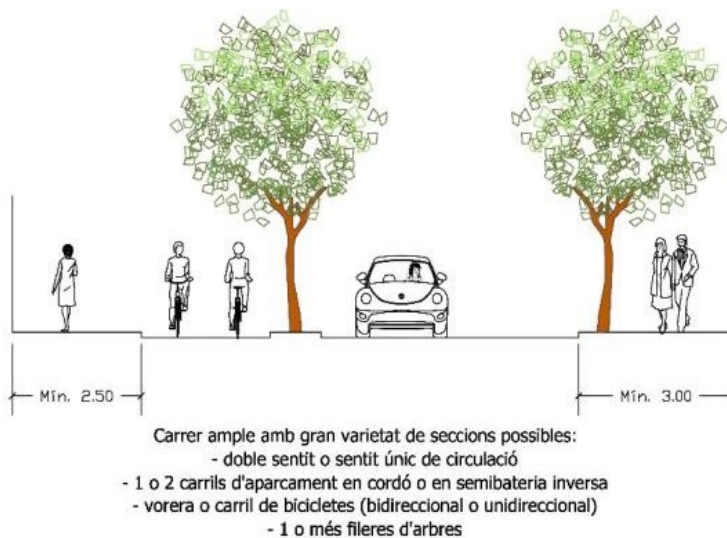 Mín. 2.50
Mín. 3.00
Carrer ample amb gran varietat de seccions possibles:
- doble sentit o sentit únic de circulació
- 1 o 2 carrils d'aparcament en cordó o en semibateria inversa
- vorera o carril de bicicletes (bidireccional o unidireccional)
- 1 o més fileres d'arbres